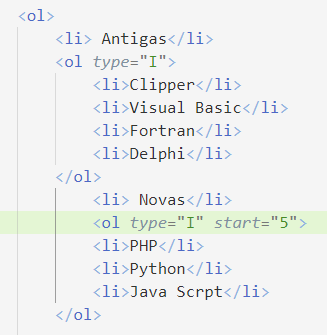 <ol>
<li> Antigas</li>
<ol type="I">
<li>Clipper</li>
<li>Visual Basic</li>
<li>Fortran</li>
<li>Delphi</li>
</ol>
<li> Novas</li>
<ol type="I" start="5">
<li>PHP</li>
<li>Python</li>
<li>Java Scrpt</li>
</ol>